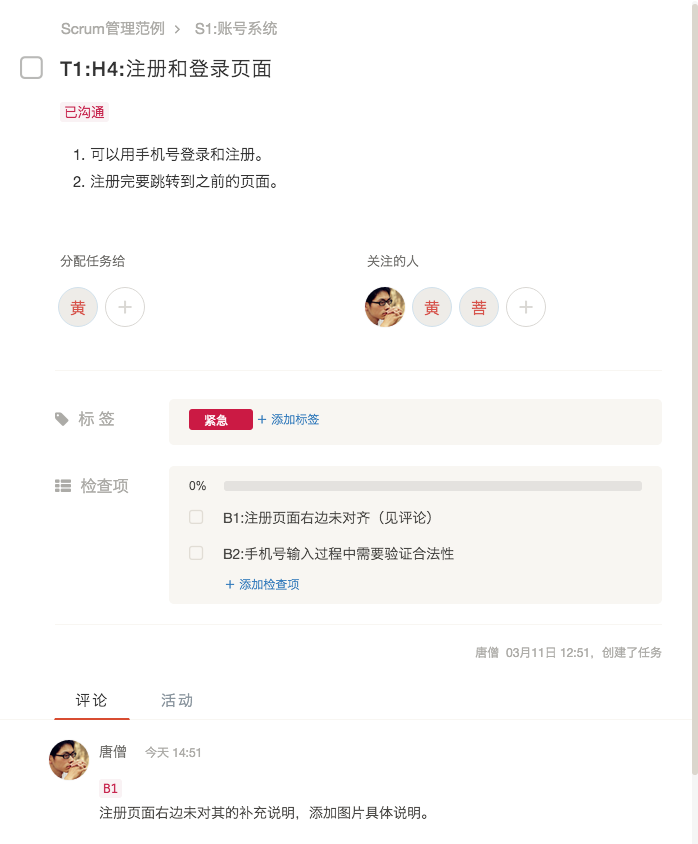 Scrum管理范例 > S1:账号系统
T1:H4:注册和登录页面
已沟通
1. 可以用手机号登录和注册。
2. 注册完要跳转到之前的页面。
分配任务给 关注的人
黄 + 黄 菩 +
标 签 紧急 + 添加标签
检查项 0%
B1:注册页面右边未对齐（见评论）
B2:手机号输入过程中需要验证合法性
+ 添加检查项
唐僧 03月11日 12:51，创建了任务
评论 活动
唐僧 今天 14:51
B1
注册页面右边未对其的补充说明，添加图片具体说明。